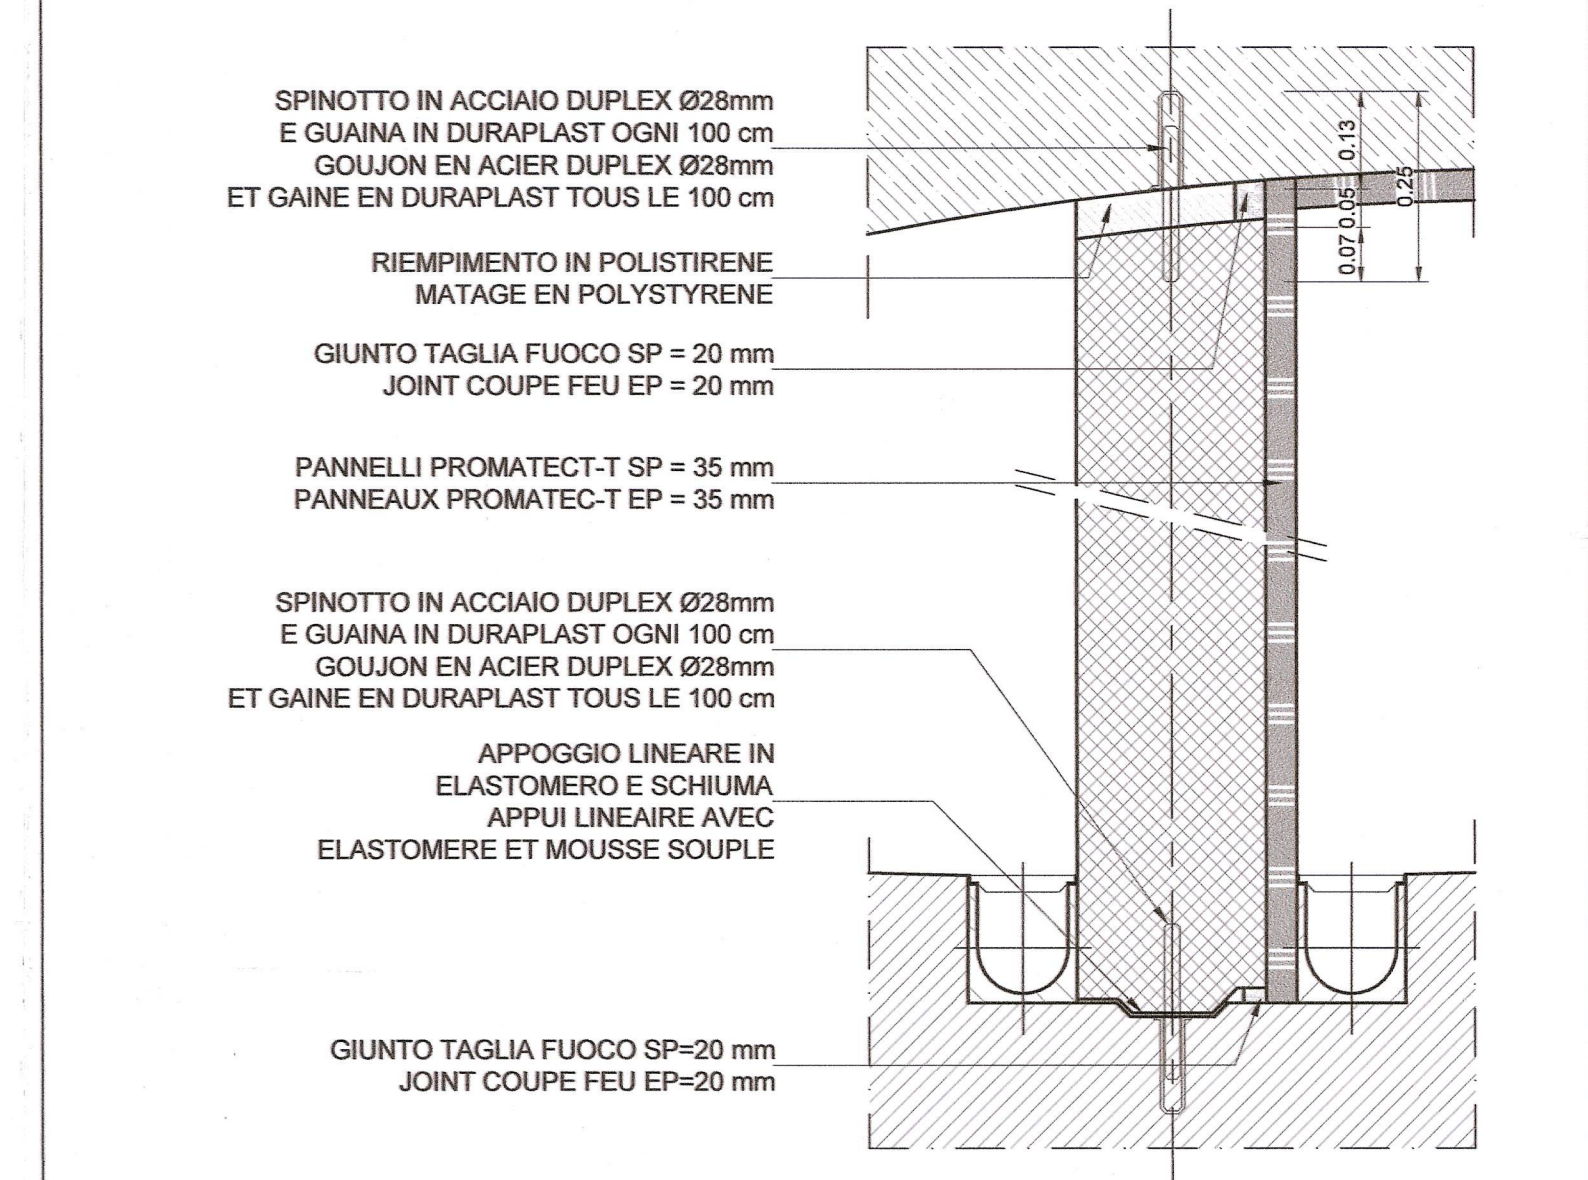 SPINOTTO IN ACCIAIO DUPLEX Ø28mm
E GUAINA IN DURAPLAST OGNI 100 cm
GOUJON EN ACIER DUPLEX Ø28mm
ET GAINE EN DURAPLAST TOUS LE 100 cm
RIEMPIMENTO IN POLISTIRENE
MATAGE EN POLYSTYRENE
GIUNTO TAGLIA FUOCO SP = 20 mm
JOINT COUPE FEU EP = 20 mm
PANNELLI PROMATECT-T SP = 35 mm
PANNEAUX PROMATEC-T EP = 35 mm
SPINOTTO IN ACCIAIO DUPLEX Ø28mm
E GUAINA IN DURAPLAST OGNI 100 cm
GOUJON EN ACIER DUPLEX Ø28mm
ET GAINE EN DURAPLAST TOUS LE 100 cm
APPOGGIO LINEARE IN
ELASTOMERO E SCHIUMA
APPUI LINEAIRE AVEC
ELASTOMERE ET MOUSSE SOUPLE
GIUNTO TAGLIA FUOCO SP=20 mm
JOINT COUPE FEU EP=20 mm
0.13
0.05
0.07
0.25